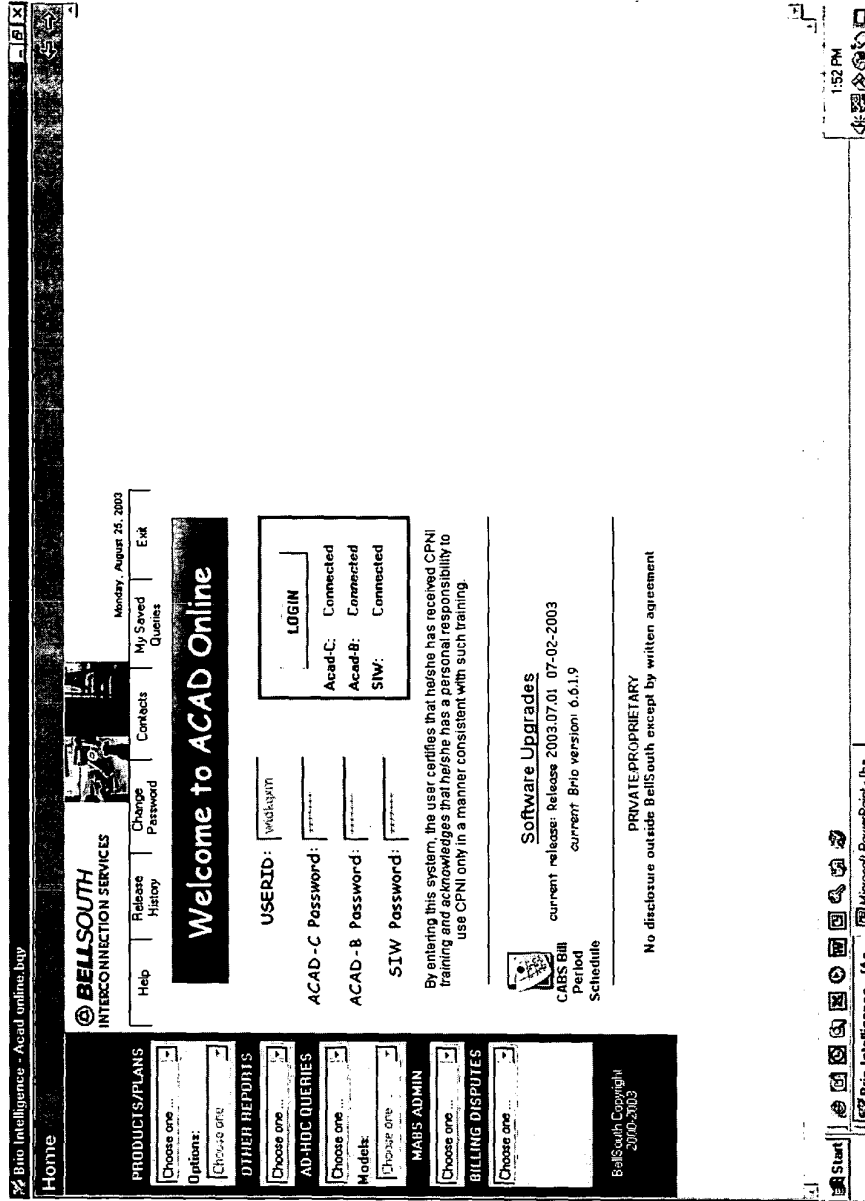 Brio Intelligence - Acad online.bqy
Home
PRODUCTS/PLANS
Choose one ...
Options:
Choose one
OTHER REPORTS
Choose one ...
AD-HOC QUERIES
Choose one ...
Models:
Choose one ...
MABS ADMIN
Choose one ...
BILLING DISPUTES
Choose one ...
BellSouth Copyright
2000-2003
BELLSOUTH
INTERCONNECTION SERVICES
Monday, August 25, 2003
Help
Release History
Change Password
Contacts
My Saved Queries
Exit
Welcome to ACAD Online
USERID:
ACAD-C Password:
ACAD-B Password:
SIW Password:
LOGIN
Acad-C: Connected
Acad-B: Connected
SIW: Connected
By entering this system, the user certifies that he/she has received CPNI
training and acknowledges that he/she has a personal responsibility to
use CPNI only in a manner consistent with such training.
CABS Bill
Period
Schedule
Software Upgrades
current release: Release 2003.07.01 07-02-2003
current Brio version: 6.6.1.9
PRIVATE/PROPRIETARY
No disclosure outside BellSouth except by written agreement
Start
1:52 PM